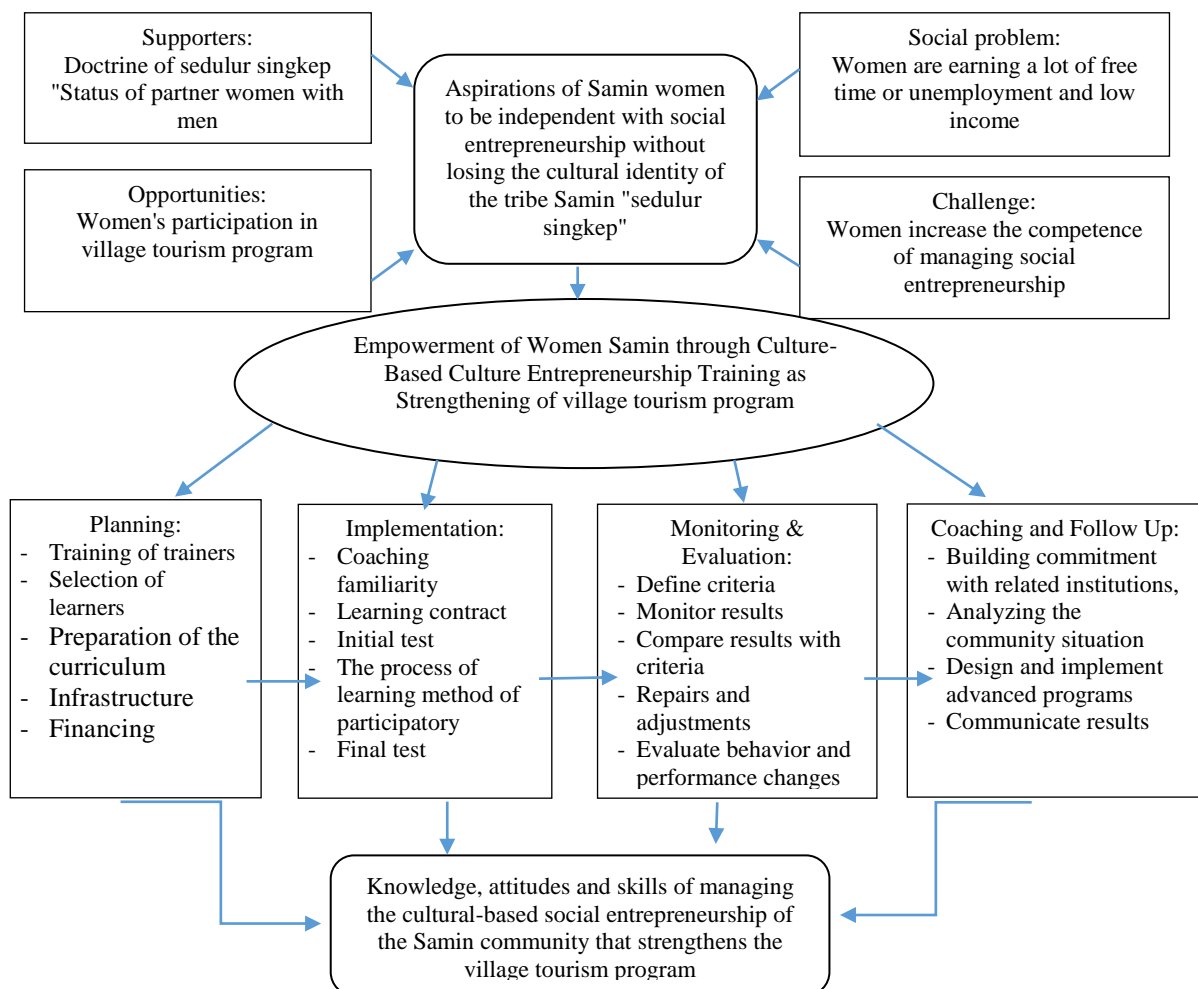 Supporters:
Doctrine of sedulur singkep
"Status of partner women with
men
Social problem:
Women are earning a lot of free
time or unemployment and low
income
Aspirations of Samin women
to be independent with social
entrepreneurship without
losing the cultural identity of
the tribe Samin "sedulur
singkep"
Opportunities:
Women's participation in
village tourism program
Challenge:
Women increase the competence
of managing social
entrepreneurship
Empowerment of Women Samin through Culture-
Based Culture Entrepreneurship Training as
Strengthening of village tourism program
Planning:
- Training of trainers
- Selection of
learners
- Preparation of the
curriculum
- Infrastructure
- Financing
Implementation:
- Coaching
familiarity
- Learning contract
- Initial test
- The process of
learning method of
participatory
- Final test
Monitoring &
Evaluation:
- Define criteria
- Monitor results
- Compare results with
criteria
- Repairs and
adjustments
- Evaluate behavior and
performance changes
Coaching and Follow Up:
- Building commitment
with related institutions,
- Analyzing the
community situation
- Design and implement
advanced programs
- Communicate results
Knowledge, attitudes and skills of managing
the cultural-based social entrepreneurship of
the Samin community that strengthens the
village tourism program